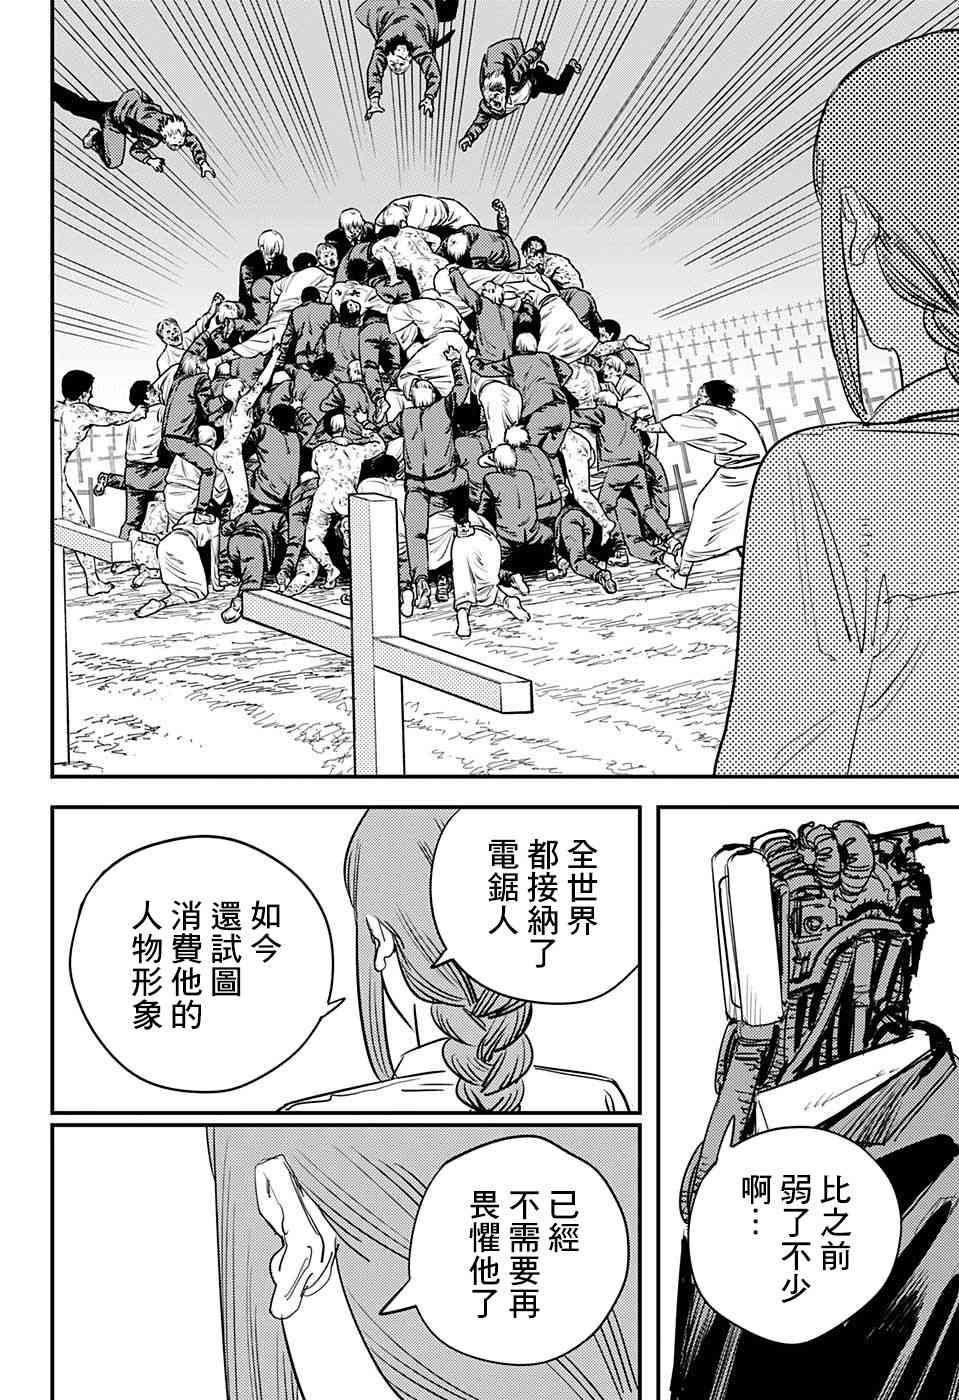 比之前
弱了不少
啊…
全世界
都接納了
電鋸人
如今
還試圖
消費他的
人物形象
已經
不需要再
畏懼他了